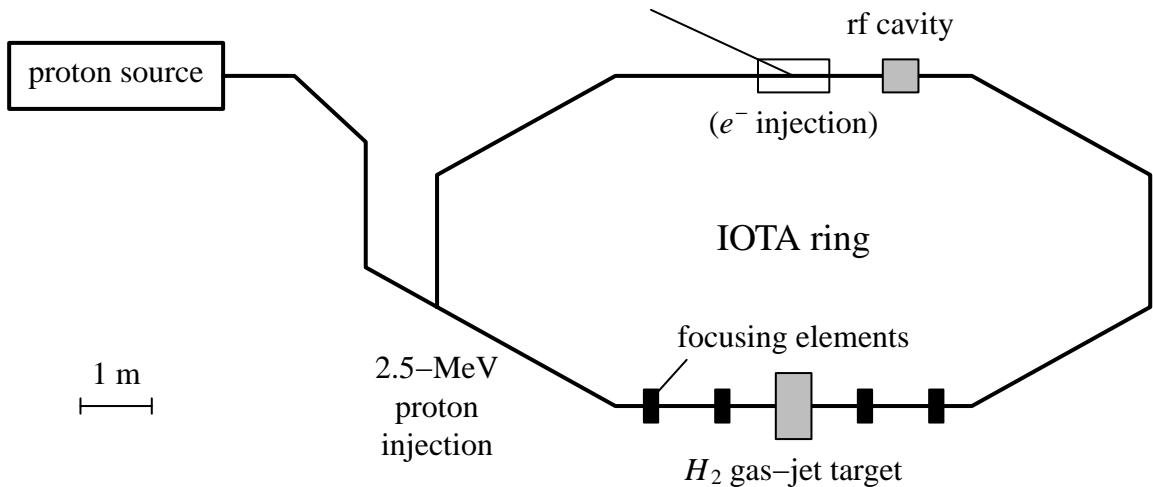 rf cavity
proton source
(e⁻ injection)
IOTA ring
focusing elements
1 m
2.5−MeV
proton
injection
H₂ gas−jet target